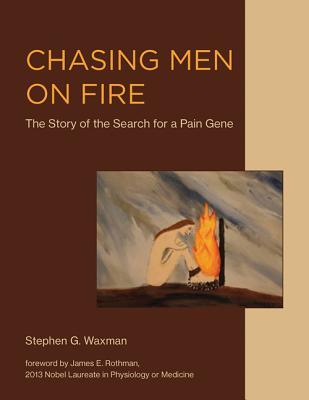 CHASING MEN
ON FIRE
The Story of the Search for a Pain Gene
Stephen G. Waxman
foreword by James E. Rothman,
2013 Nobel Laureate in Physiology or Medicine